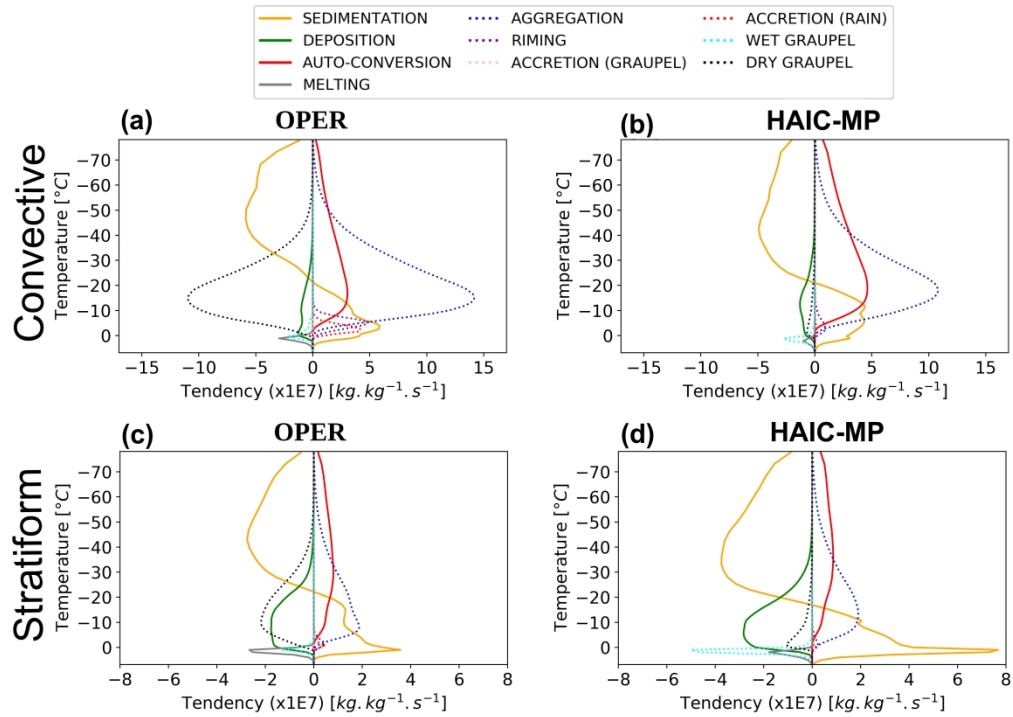 SEDIMENTATION AGGREGATION ACCRETION (RAIN)
DEPOSITION RIMING WET GRAUPEL
AUTO-CONVERSION ACCRETION (GRAUPEL) DRY GRAUPEL
MELTING
Convective
(a) OPER
−70
−60
−50
−40
−30
−20
−10
0
Temperature [°C]
−15 −10 −5 0 5 10 15
Tendency (x1E7) [kg.kg⁻¹.s⁻¹]
(b) HAIC-MP
−70
−60
−50
−40
−30
−20
−10
0
Temperature [°C]
−15 −10 −5 0 5 10 15
Tendency (x1E7) [kg.kg⁻¹.s⁻¹]
Stratiform
(c) OPER
−70
−60
−50
−40
−30
−20
−10
0
Temperature [°C]
−8 −6 −4 −2 0 2 4 6 8
Tendency (x1E7) [kg.kg⁻¹.s⁻¹]
(d) HAIC-MP
−70
−60
−50
−40
−30
−20
−10
0
Temperature [°C]
−8 −6 −4 −2 0 2 4 6 8
Tendency (x1E7) [kg.kg⁻¹.s⁻¹]